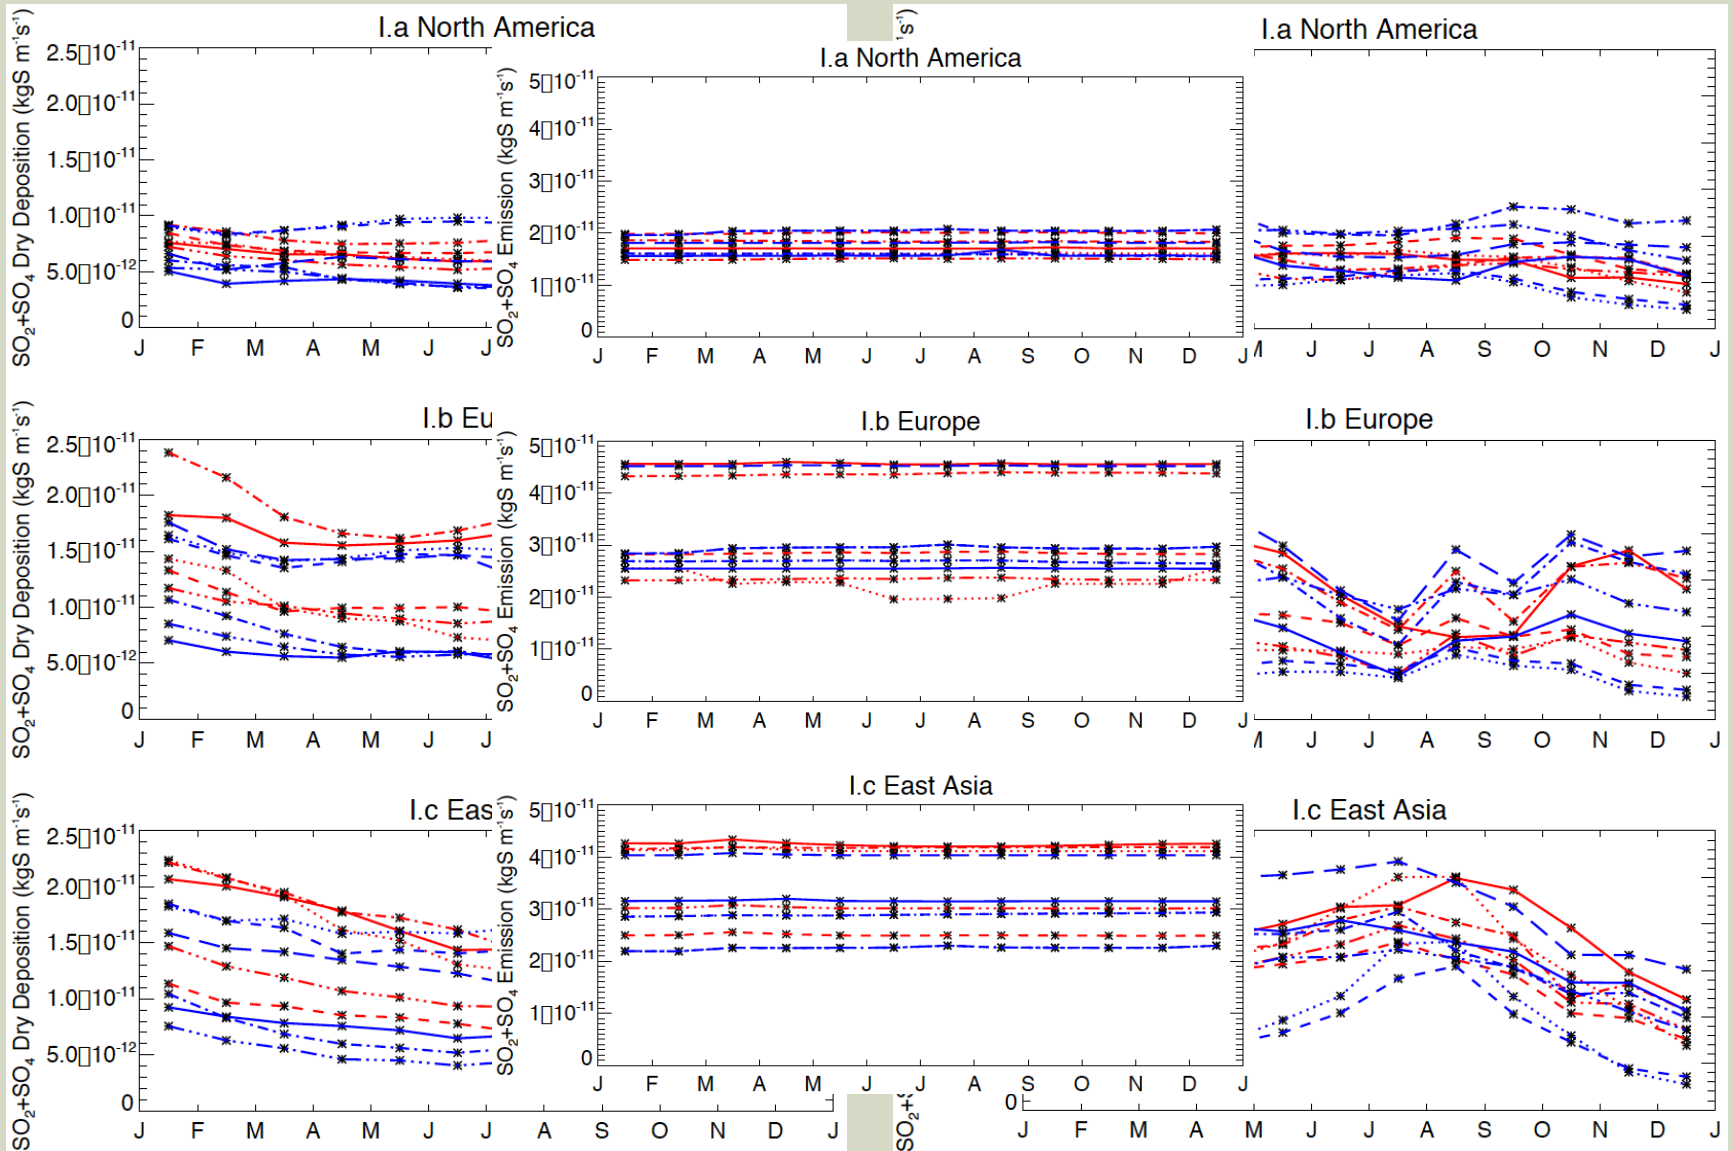 I.a North America
SO2+SO4 Dry Deposition (kgS m-1s-1)
2.5▯10-11
2.0▯10-11
1.5▯10-11
1.0▯10-11
5.0▯10-12
0
J F M A M J J
I.b Eu
SO2+SO4 Dry Deposition (kgS m-1s-1)
2.5▯10-11
2.0▯10-11
1.5▯10-11
1.0▯10-11
5.0▯10-12
0
J F M A M J J
I.c Eas
SO2+SO4 Dry Deposition (kgS m-1s-1)
2.5▯10-11
2.0▯10-11
1.5▯10-11
1.0▯10-11
5.0▯10-12
0
J F M A M J J
A S O N D J
I.a North America
SO2+SO4 Emission (kgS m-1s-1)
5▯10-11
4▯10-11
3▯10-11
2▯10-11
1▯10-11
0
J F M A M J J A S O N D J
I.b Europe
SO2+SO4 Emission (kgS m-1s-1)
5▯10-11
4▯10-11
3▯10-11
2▯10-11
1▯10-11
0
J F M A M J J A S O N D J
I.c East Asia
SO2+SO4 Emission (kgS m-1s-1)
5▯10-11
4▯10-11
3▯10-11
2▯10-11
1▯10-11
0
J F M A M J J A S O N D J
I.a North America
1s-1)
J J A S O N D J
I.b Europe
J J A S O N D J
I.c East Asia
SO2+
0
J F M A M J J A S O N D J